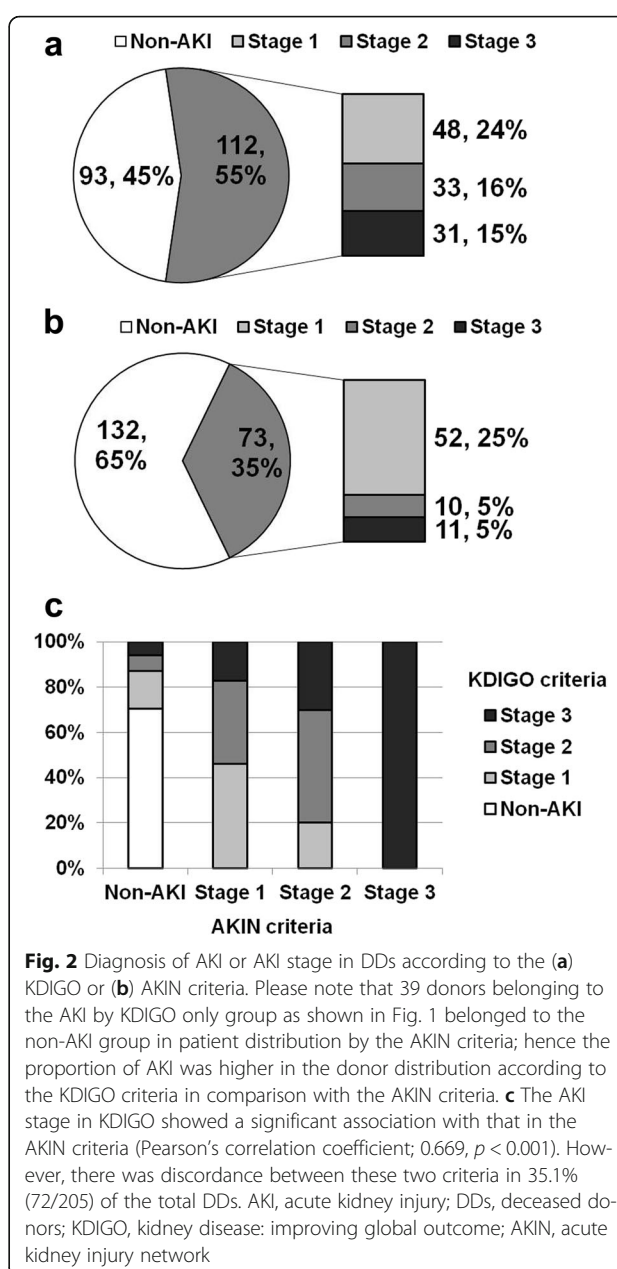 a
Non-AKI Stage 1 Stage 2 Stage 3
93, 45%
112,
55%
48, 24%
33, 16%
31, 15%
b
Non-AKI Stage 1 Stage 2 Stage 3
132,
65%
73,
35%
52, 25%
10, 5%
11, 5%
c
100%
80%
60%
40%
20%
0%
Non-AKI Stage 1 Stage 2 Stage 3
AKIN criteria
KDIGO criteria
Stage 3
Stage 2
Stage 1
Non-AKI
Fig. 2 Diagnosis of AKI or AKI stage in DDs according to the (a)
KDIGO or (b) AKIN criteria. Please note that 39 donors belonging to
the AKI by KDIGO only group as shown in Fig. 1 belonged to the
non-AKI group in patient distribution by the AKIN criteria; hence the
proportion of AKI was higher in the donor distribution according to
the KDIGO criteria in comparison with the AKIN criteria. c The AKI
stage in KDIGO showed a significant association with that in the
AKIN criteria (Pearson's correlation coefficient; 0.669, p < 0.001). How-
ever, there was discordance between these two criteria in 35.1%
(72/205) of the total DDs. AKI, acute kidney injury; DDs, deceased do-
nors; KDIGO, kidney disease: improving global outcome; AKIN, acute
kidney injury network